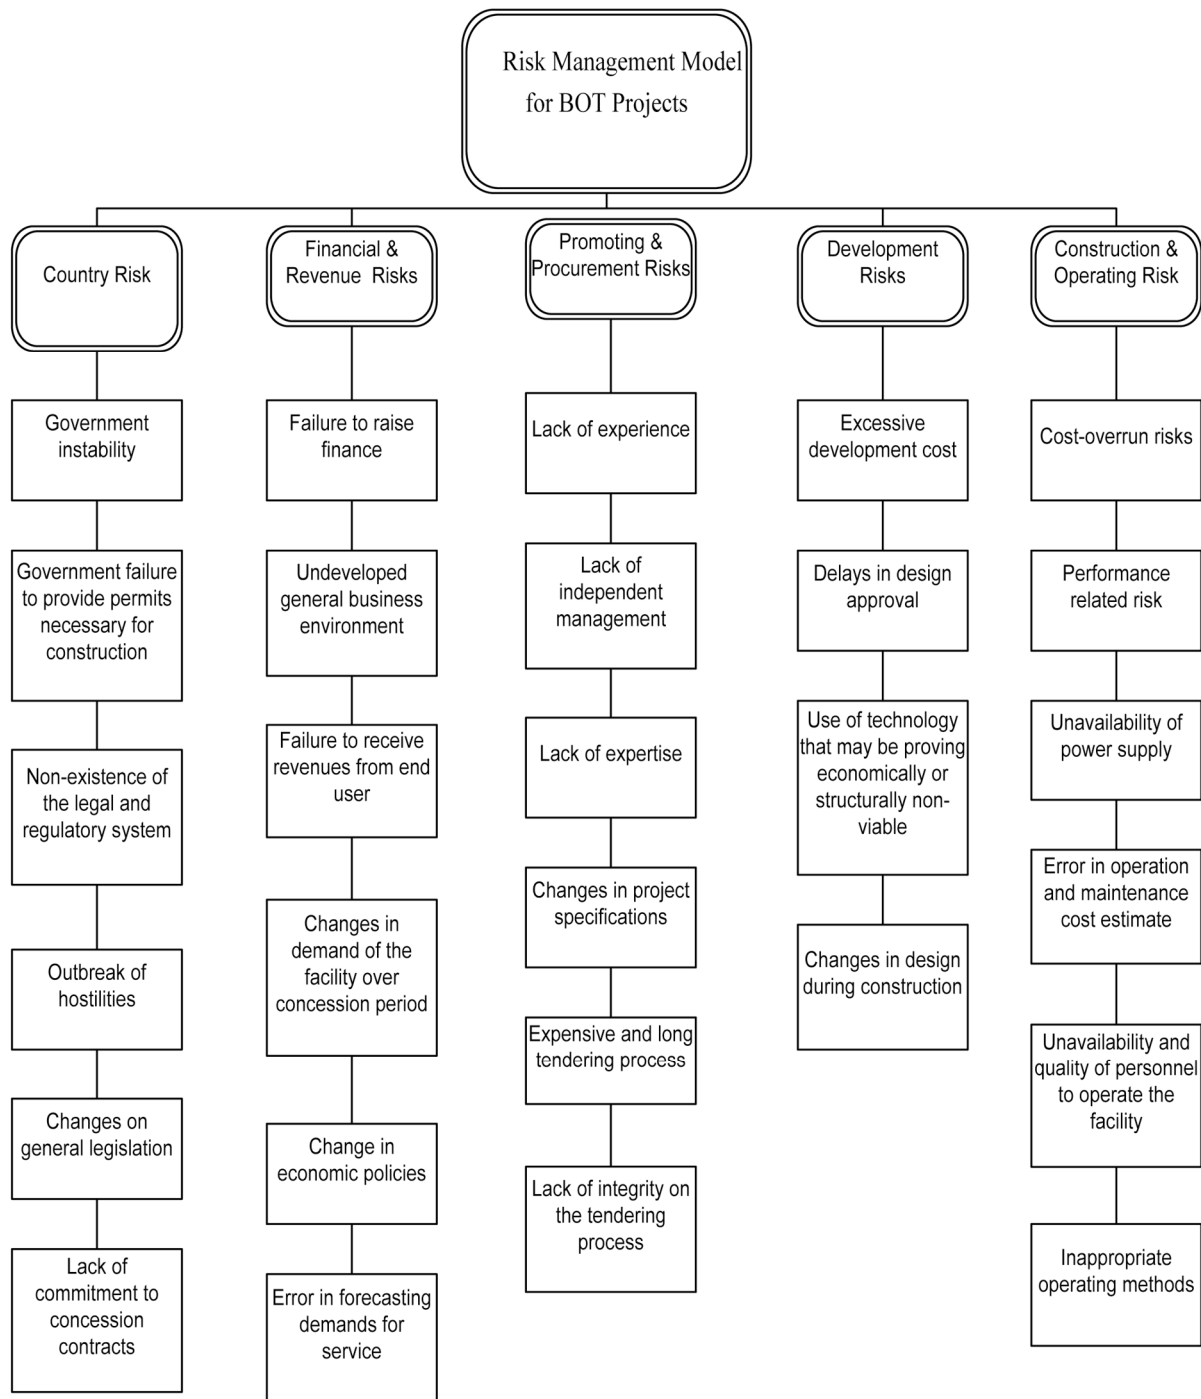 Risk Management Model
for BOT Projects
Country Risk
Government
instability
Government failure
to provide permits
necessary for
construction
Non-existence of
the legal and
regulatory system
Outbreak of
hostilities
Changes on
general legislation
Lack of
commitment to
concession
contracts
Financial &
Revenue Risks
Failure to raise
finance
Undeveloped
general business
environment
Failure to receive
revenues from end
user
Changes in
demand of the
facility over
concession period
Change in
economic policies
Error in forecasting
demands for
service
Promoting &
Procurement Risks
Lack of experience
Lack of
independent
management
Lack of expertise
Changes in project
specifications
Expensive and long
tendering process
Lack of integrity on
the tendering
process
Development
Risks
Excessive
development cost
Delays in design
approval
Use of technology
that may be proving
economically or
structurally non-
viable
Changes in design
during construction
Construction &
Operating Risk
Cost-overrun risks
Performance
related risk
Unavailability of
power supply
Error in operation
and maintenance
cost estimate
Unavailability and
quality of personnel
to operate the
facility
Inappropriate
operating methods